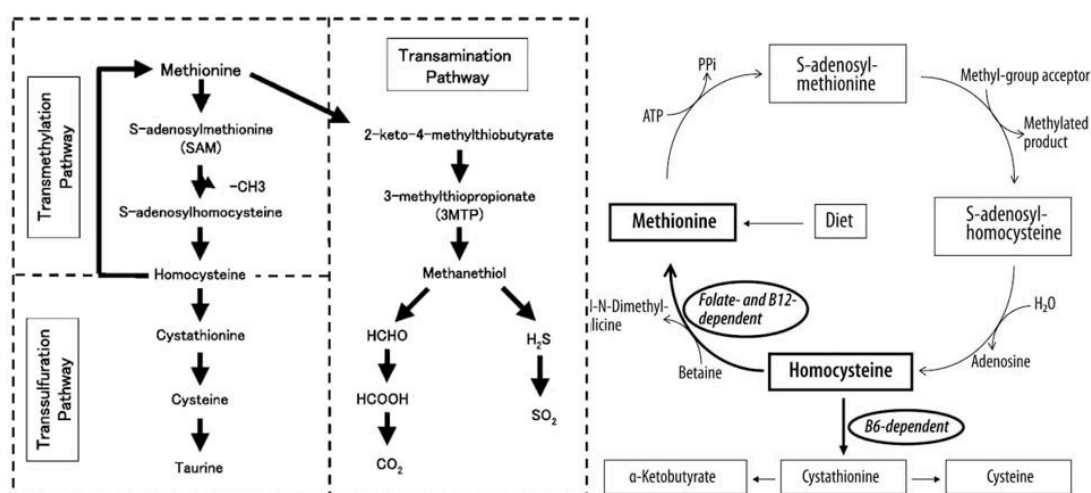 Transmethylation
Pathway
Methionine
S-adenosylmethionine
(SAM)
-CH3
S-adenosylhomocysteine
Homocysteine
Transsulfuration
Pathway
Cystathionine
Cysteine
Taurine
Transamination
Pathway
2-keto-4-methylthiobutyrate
3-methylthiopropionate
(3MTP)
Methanethiol
HCHO
HCOOH
CO2
H2S
SO2
PPi
ATP
S-adenosyl-
methionine
Methyl-group acceptor
Methylated
product
Methionine
Diet
S-adenosyl-
-homocysteine
l-N-Dimethyl-
licine
Folate- and B12-
dependent
Betaine
H2O
Adenosine
Homocysteine
B6-dependent
α-Ketobutyrate
Cystathionine
Cysteine